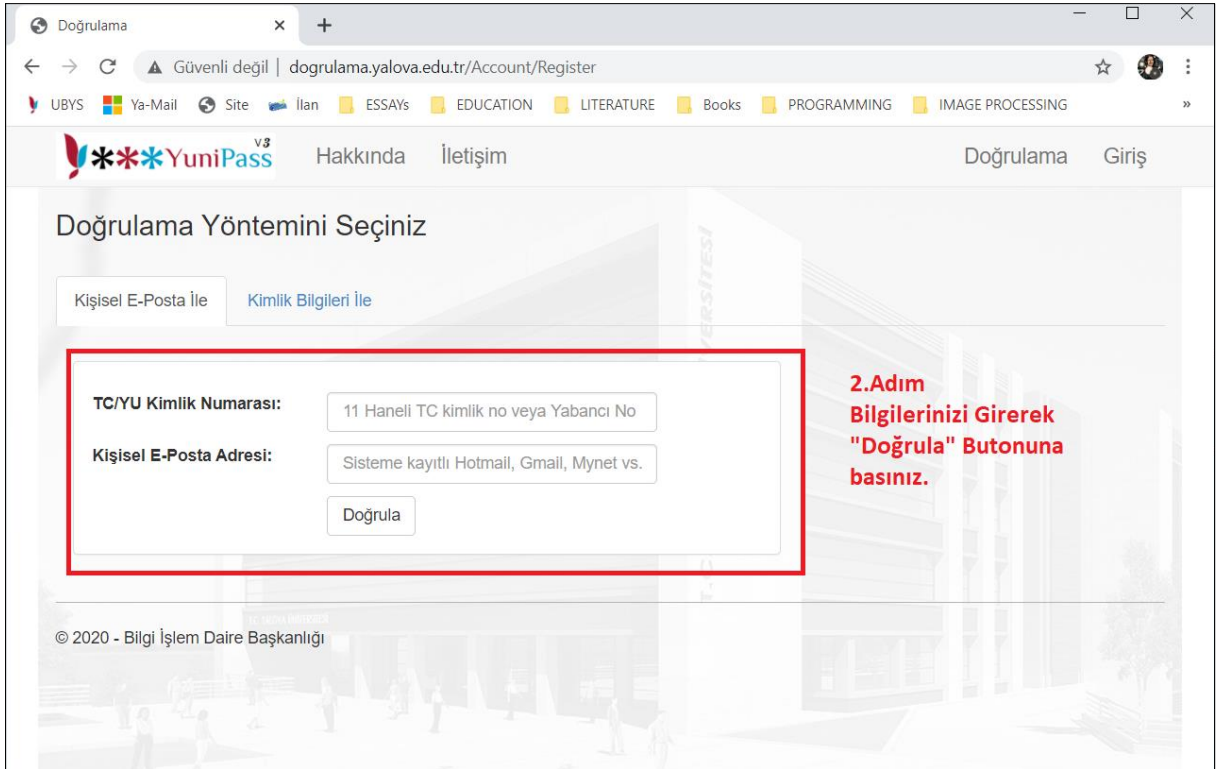 Doğrulama
Güvenli değil | dogrulama.yalova.edu.tr/Account/Register
UBYS Ya-Mail Site İlan ESSAYs EDUCATION LITERATURE Books PROGRAMMING IMAGE PROCESSING »
***YuniPass V3 Hakkında İletişim Doğrulama Giriş
Doğrulama Yöntemini Seçiniz
Kişisel E-Posta İle Kimlik Bilgileri İle
TC/YU Kimlik Numarası:
11 Haneli TC kimlik no veya Yabancı No
Kişisel E-Posta Adresi:
Sisteme kayıtlı Hotmail, Gmail, Mynet vs.
Doğrula
2.Adım
Bilgilerinizi Girerek
"Doğrula" Butonuna
basınız.
© 2020 - Bilgi İşlem Daire Başkanlığı